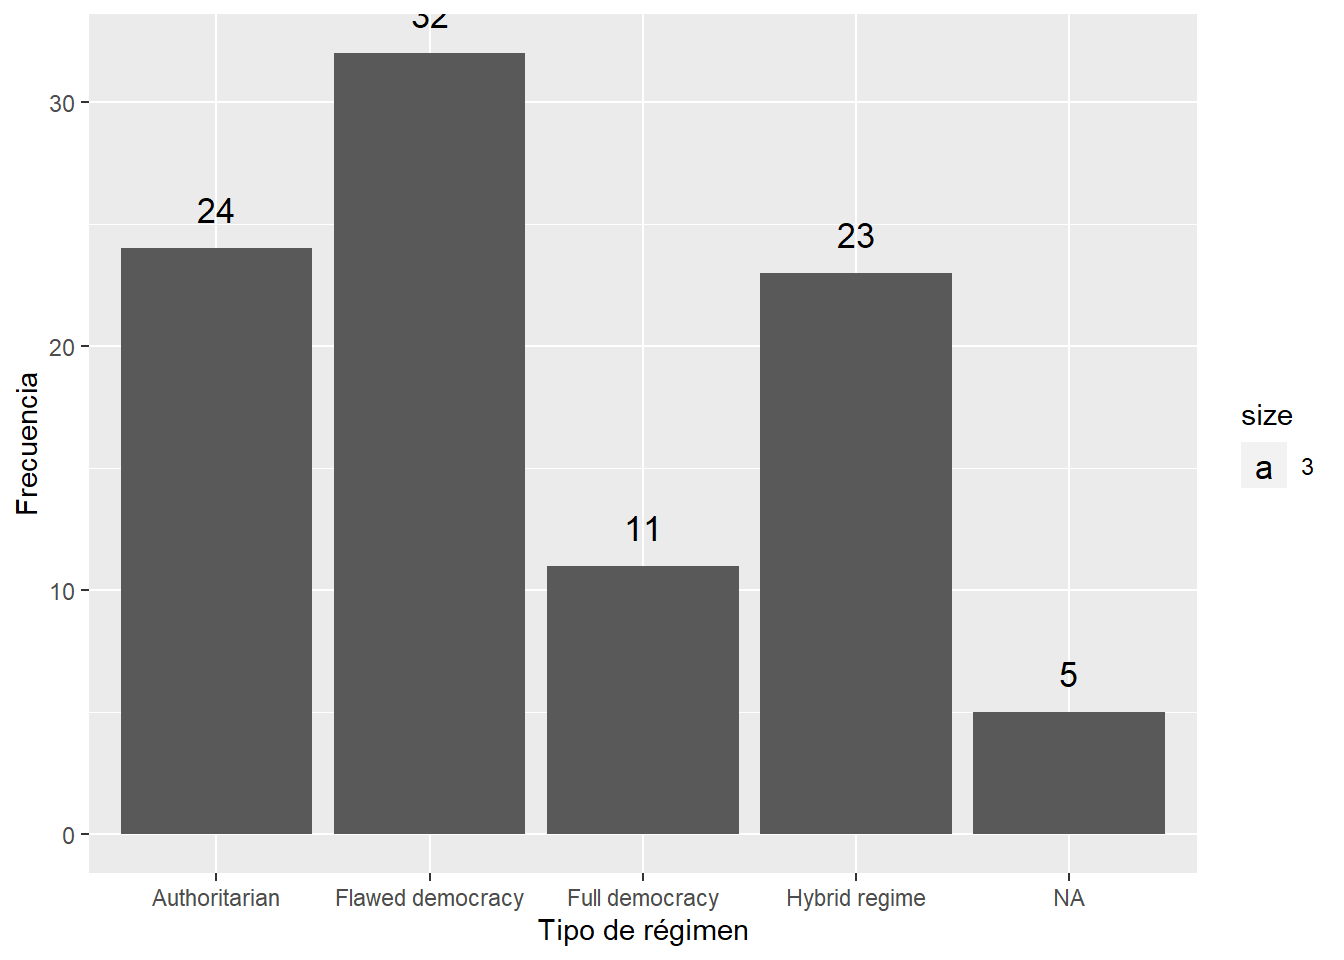 32
30
24
23
20
11
10
5
0
Frecuencia
Authoritarian
Flawed democracy
Full democracy
Hybrid regime
NA
Tipo de régimen
size
a 3